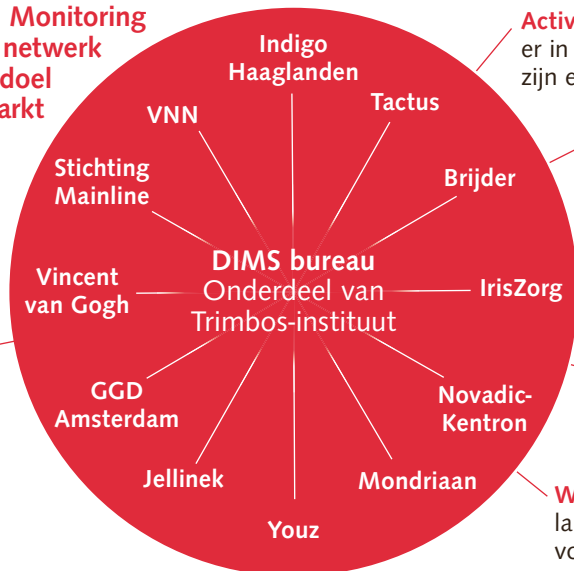 Monitoring
netwerk
doel
arkt
Activ
er in
zijn e
Indigo
Haaglanden
Tactus
Brijder
IrisZorg
Novadic-
Kentron
Mondriaan
Youz
Jellinek
GGD
Amsterdam
Vincent
van Gogh
Stichting
Mainline
VNN
DIMS bureau
Onderdeel van
Trimbos-instituut
W
la
vo